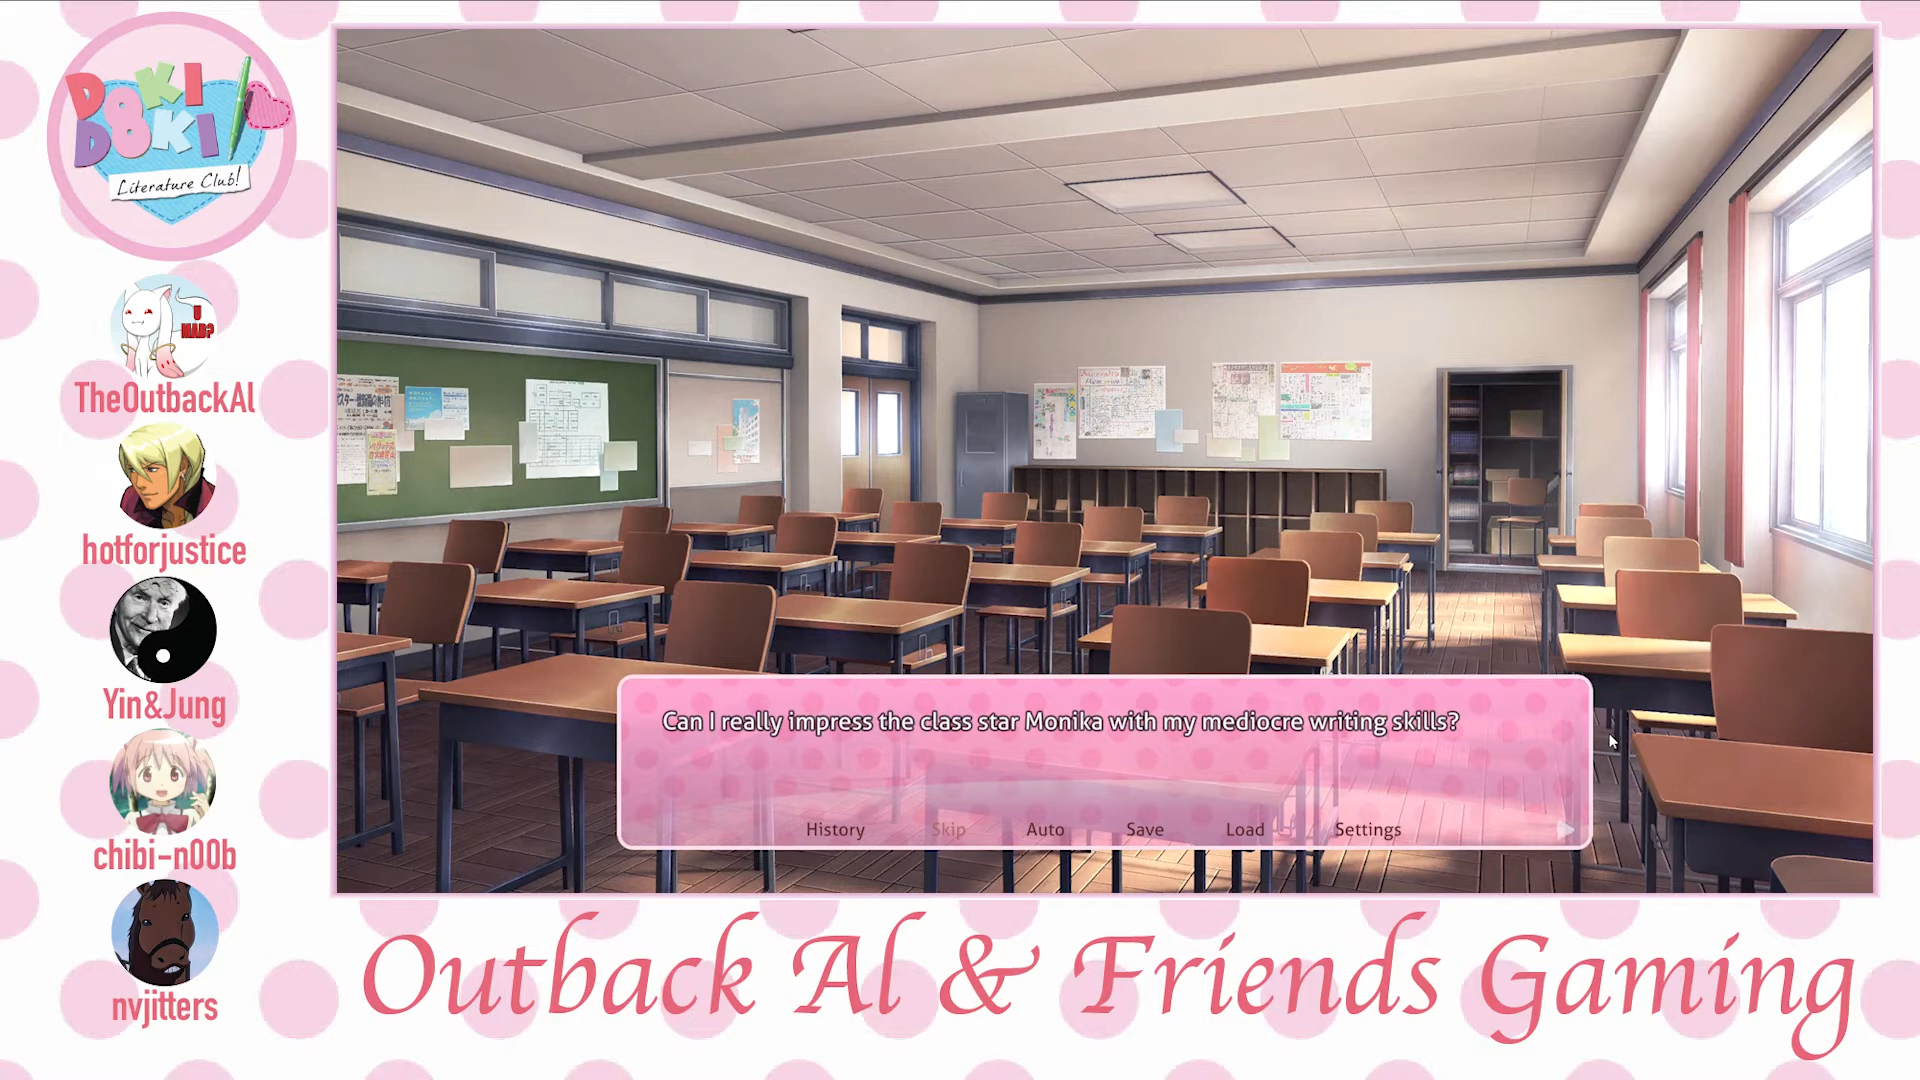 DOKI
DOKI
Literature Club!
U
MAD?
TheOutbackAl
hotforjustice
Yin&Jung
chibi-n00b
nvjitters
Can I really impress the class star Monika with my mediocre writing skills?
History Skip Auto Save Load Settings
Outback Al & Friends Gaming